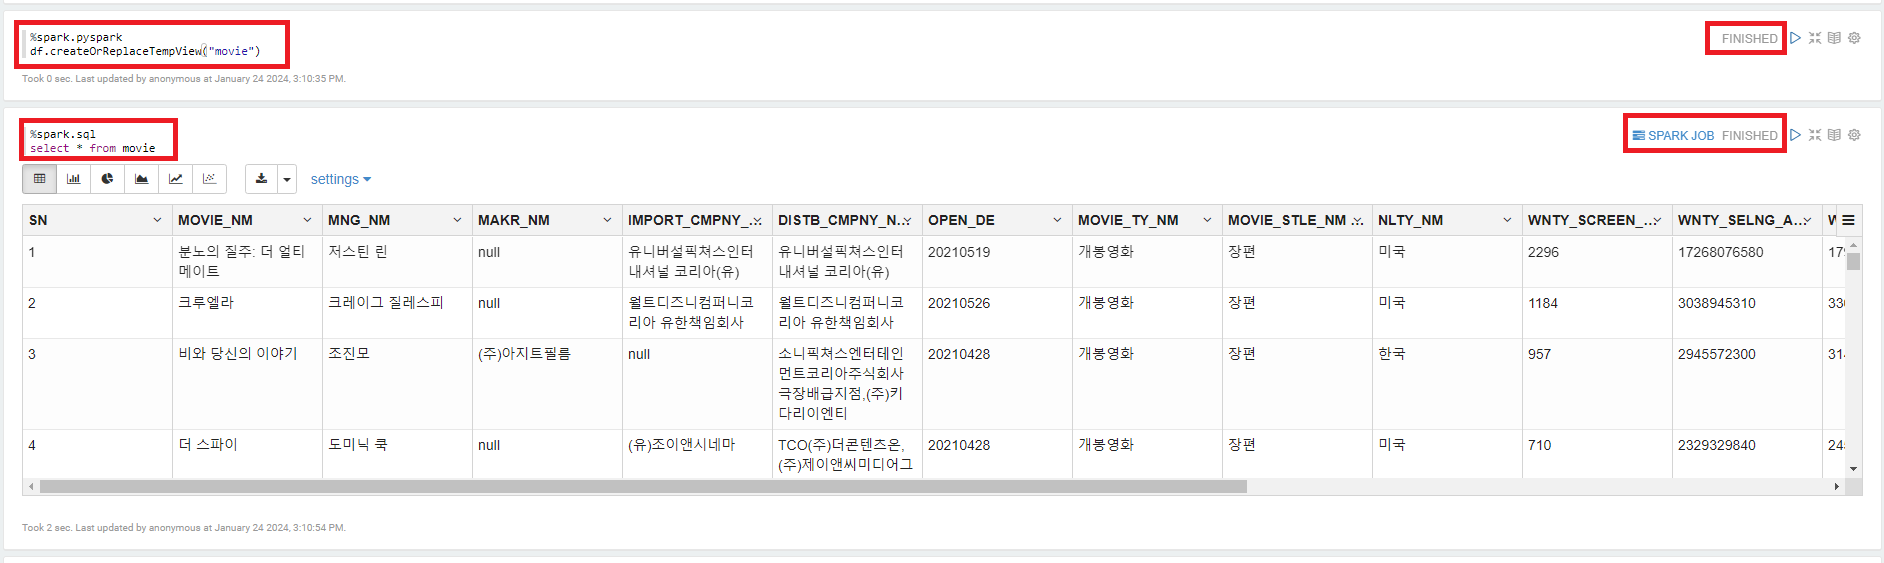 %spark.pyspark
df.createOrReplaceTempView("movie")
FINISHED
Took 0 sec. Last updated by anonymous at January 24 2024, 3:10:35 PM.
%spark.sql
select * from movie
SPARK JOB FINISHED
settings
SN MOVIE_NM MNG_NM MAKR_NM IMPORT_CMPNY_... DISTB_CMPNY_N... OPEN_DE MOVIE_TY_NM MOVIE_STLE_NM NLTY_NM WNTY_SCREEN_... WNTY_SELNG_A... W
1 분노의 질주: 더 얼티 저스틴 린 null 유니버설픽쳐스인터 유니버설픽쳐스인터 20210519 개봉영화 장편 미국 2296 17268076580 179
메이트 내셔널 코리아(유) 내셔널 코리아(유)
2 크루엘라 크레이그 질레스피 null 월트디즈니컴퍼니코 월트디즈니컴퍼니코 20210526 개봉영화 장편 미국 1184 3038945310 330
리아 유한책임회사 리아 유한책임회사
3 비와 당신의 이야기 조진모 (주)아지트필름 null 소니픽쳐스엔터테인 20210428 개봉영화 장편 한국 957 2945572300 314
먼트코리아주식회사
극장배급지점,(주)키
다리이엔티
4 더 스파이 도미닉 쿡 null (유)조이앤시네마 TCO(주)더콘텐츠온, 20210428 개봉영화 장편 미국 710 2329329840 245
(주)제이앤씨미디어그
Took 2 sec. Last updated by anonymous at January 24 2024, 3:10:54 PM.